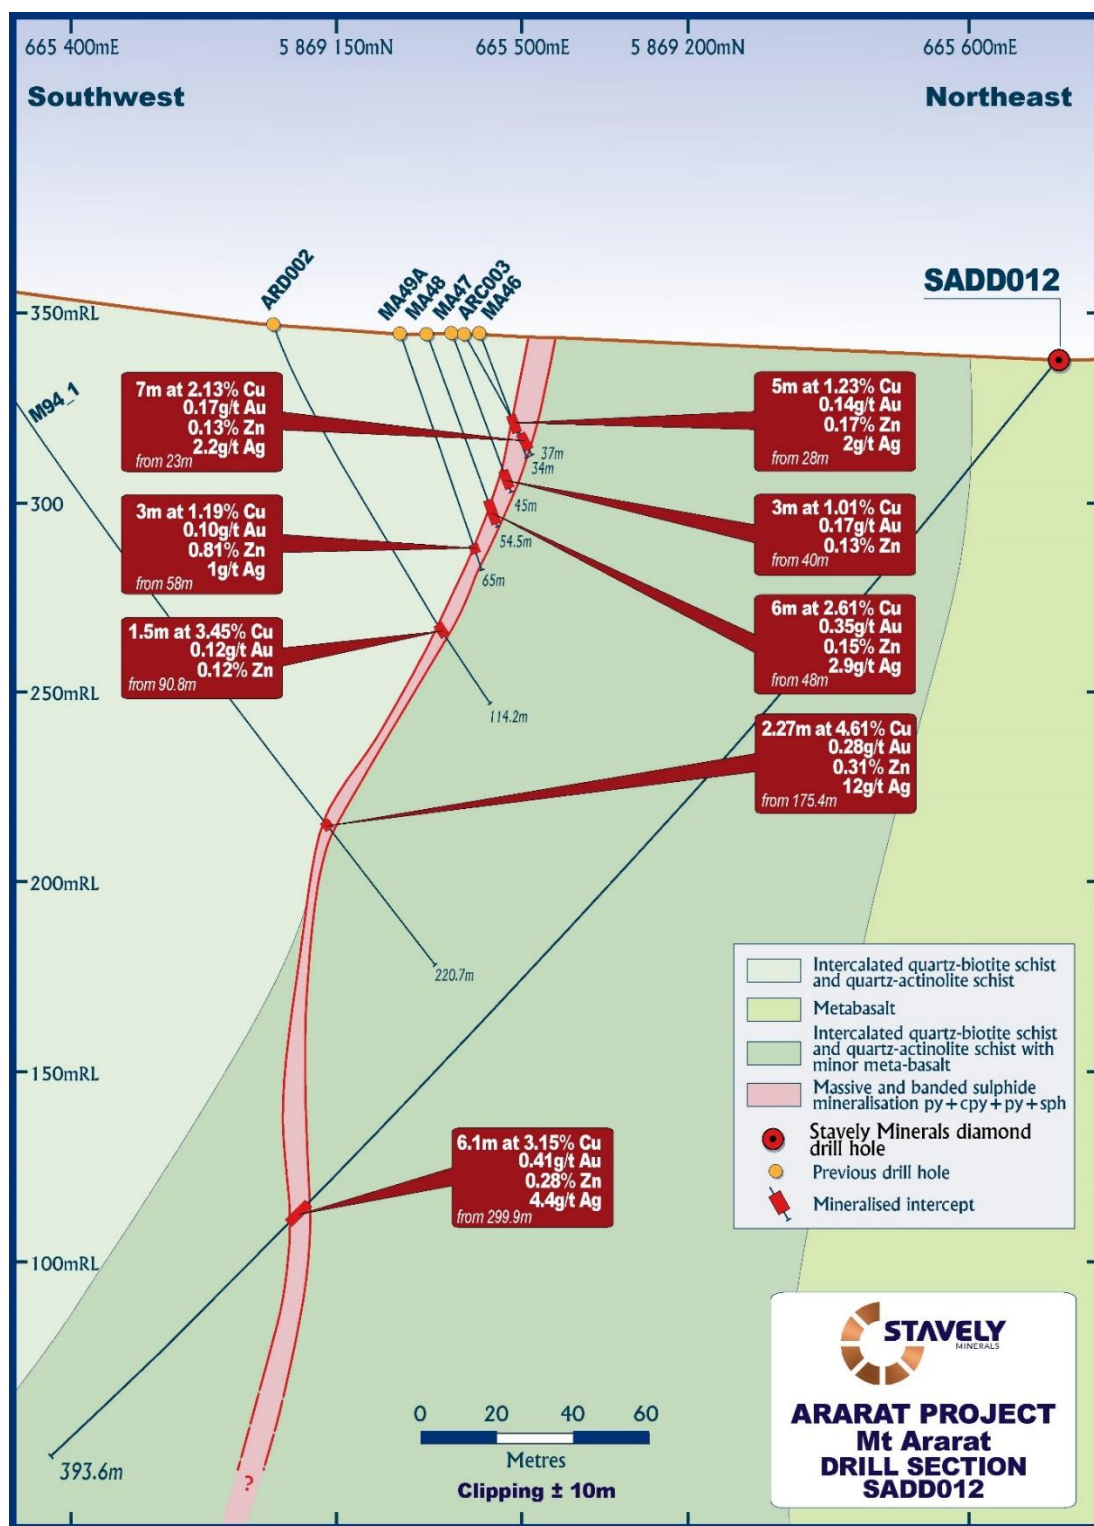 665 400mE
5 869 150mN
665 500mE
5 869 200mN
665 600mE
Southwest
Northeast
ARD002
MA49A
MA48
MA47
ARC003
MA46
SADD012
350mRL
M94_1
7m at 2.13% Cu
0.17g/t Au
0.13% Zn
2.2g/t Ag
from 23m
5m at 1.23% Cu
0.14g/t Au
0.17% Zn
2g/t Ag
from 28m
37m
34m
300
45m
54.5m
65m
3m at 1.19% Cu
0.10g/t Au
0.81% Zn
1g/t Ag
from 58m
3m at 1.01% Cu
0.17g/t Au
0.13% Zn
from 40m
1.5m at 3.45% Cu
0.12g/t Au
0.12% Zn
from 90.8m
6m at 2.61% Cu
0.35g/t Au
0.15% Zn
2.9g/t Ag
from 48m
250mRL
114.2m
2.27m at 4.61% Cu
0.28g/t Au
0.31% Zn
12g/t Ag
from 175.4m
200mRL
220.7m
Intercalated quartz-biotite schist
and quartz-actinolite schist
Metabasalt
Intercalated quartz-biotite schist
and quartz-actinolite schist with
minor meta-basalt
Massive and banded sulphide
mineralisation py+cpy+py+sph
Stavely Minerals diamond
drill hole
Previous drill hole
Mineralised intercept
150mRL
6.1m at 3.15% Cu
0.41g/t Au
0.28% Zn
4.4g/t Ag
from 299.9m
100mRL
393.6m
?
0 20 40 60
Metres
Clipping ± 10m
STAVELY
MINERALS
ARARAT PROJECT
Mt Ararat
DRILL SECTION
SADD012